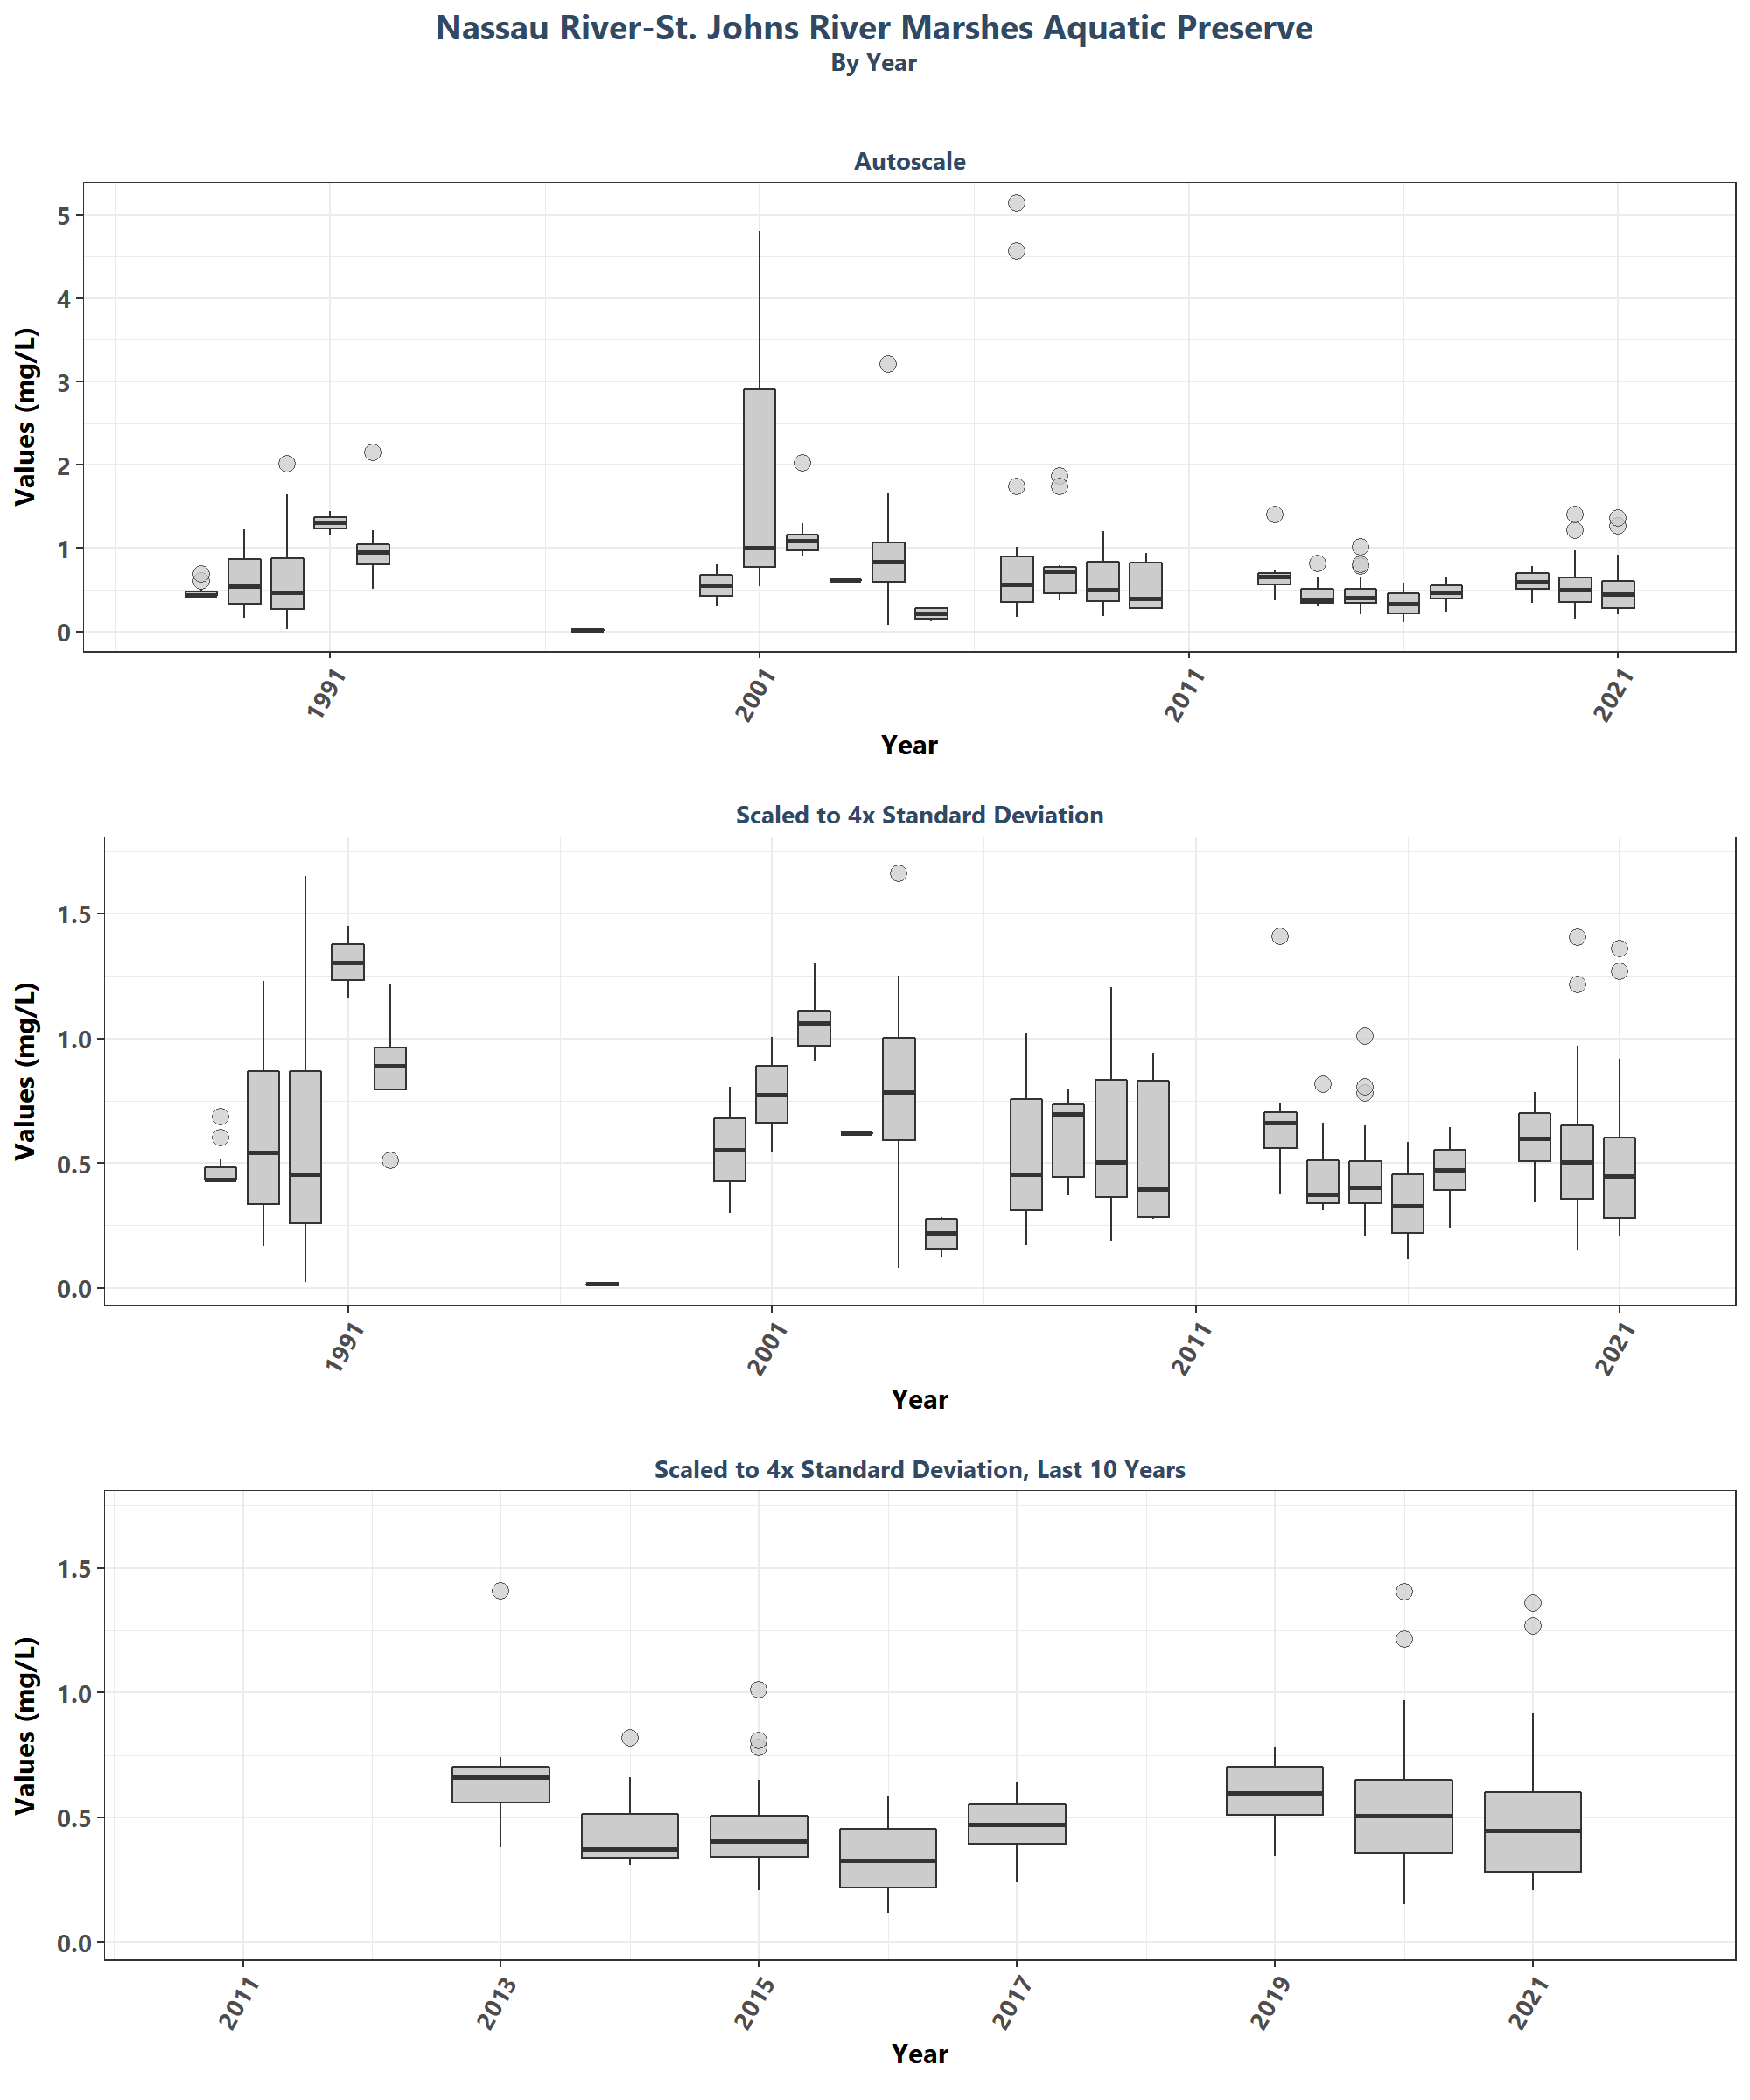 Nassau River-St. Johns River Marshes Aquatic Preserve
By Year
Autoscale
Values (mg/L)
5
4
3
2
1
0
1991
2001
2011
2021
Year
Scaled to 4x Standard Deviation
Values (mg/L)
1.5
1.0
0.5
0.0
1991
2001
2011
2021
Year
Scaled to 4x Standard Deviation, Last 10 Years
Values (mg/L)
1.5
1.0
0.5
0.0
2011
2013
2015
2017
2019
2021
Year